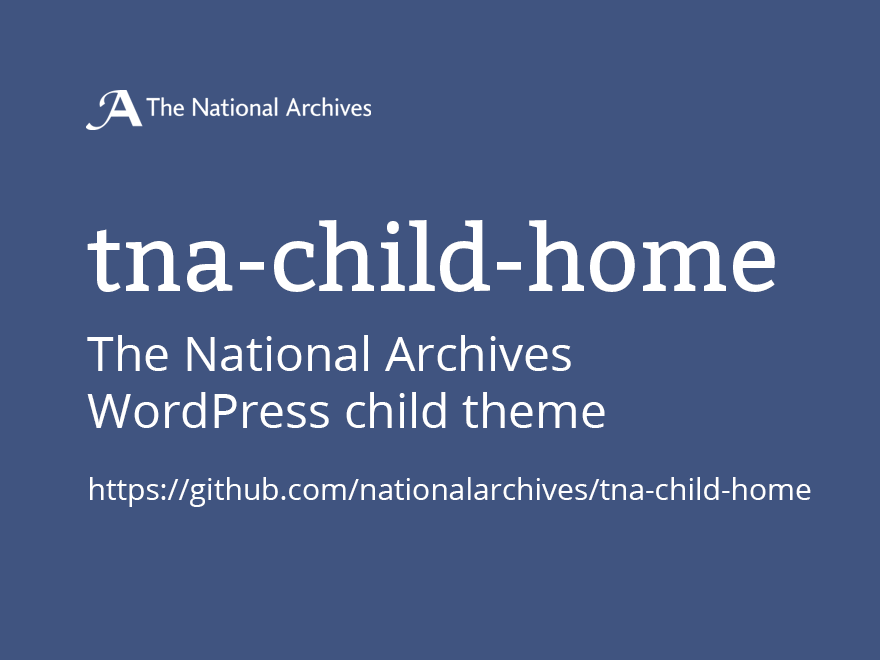 The National Archives
tna-child-home
The National Archives
WordPress child theme
https://github.com/nationalarchives/tna-child-home